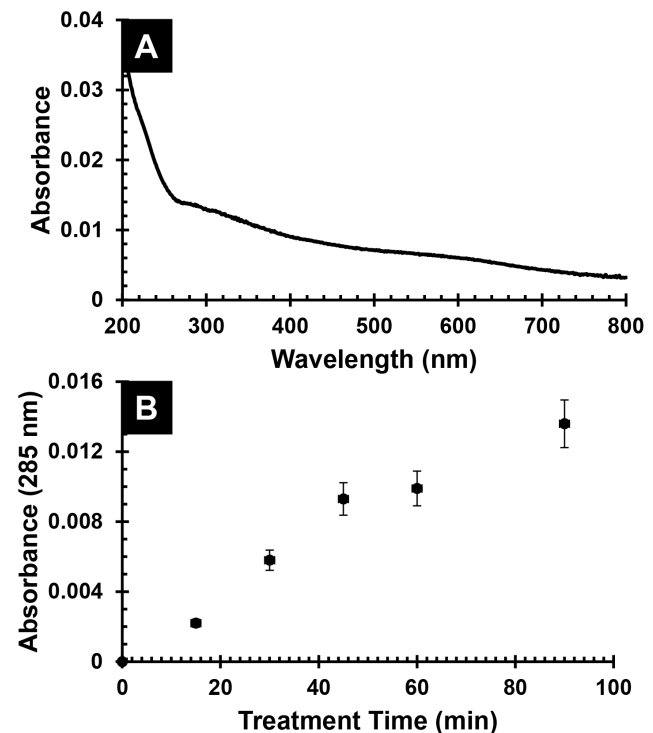 A
0.04
0.03
0.02
0.01
0
Absorbance
200 300 400 500 600 700 800
Wavelength (nm)
B
0.016
0.012
0.008
0.004
0
Absorbance (285 nm)
0 20 40 60 80 100
Treatment Time (min)